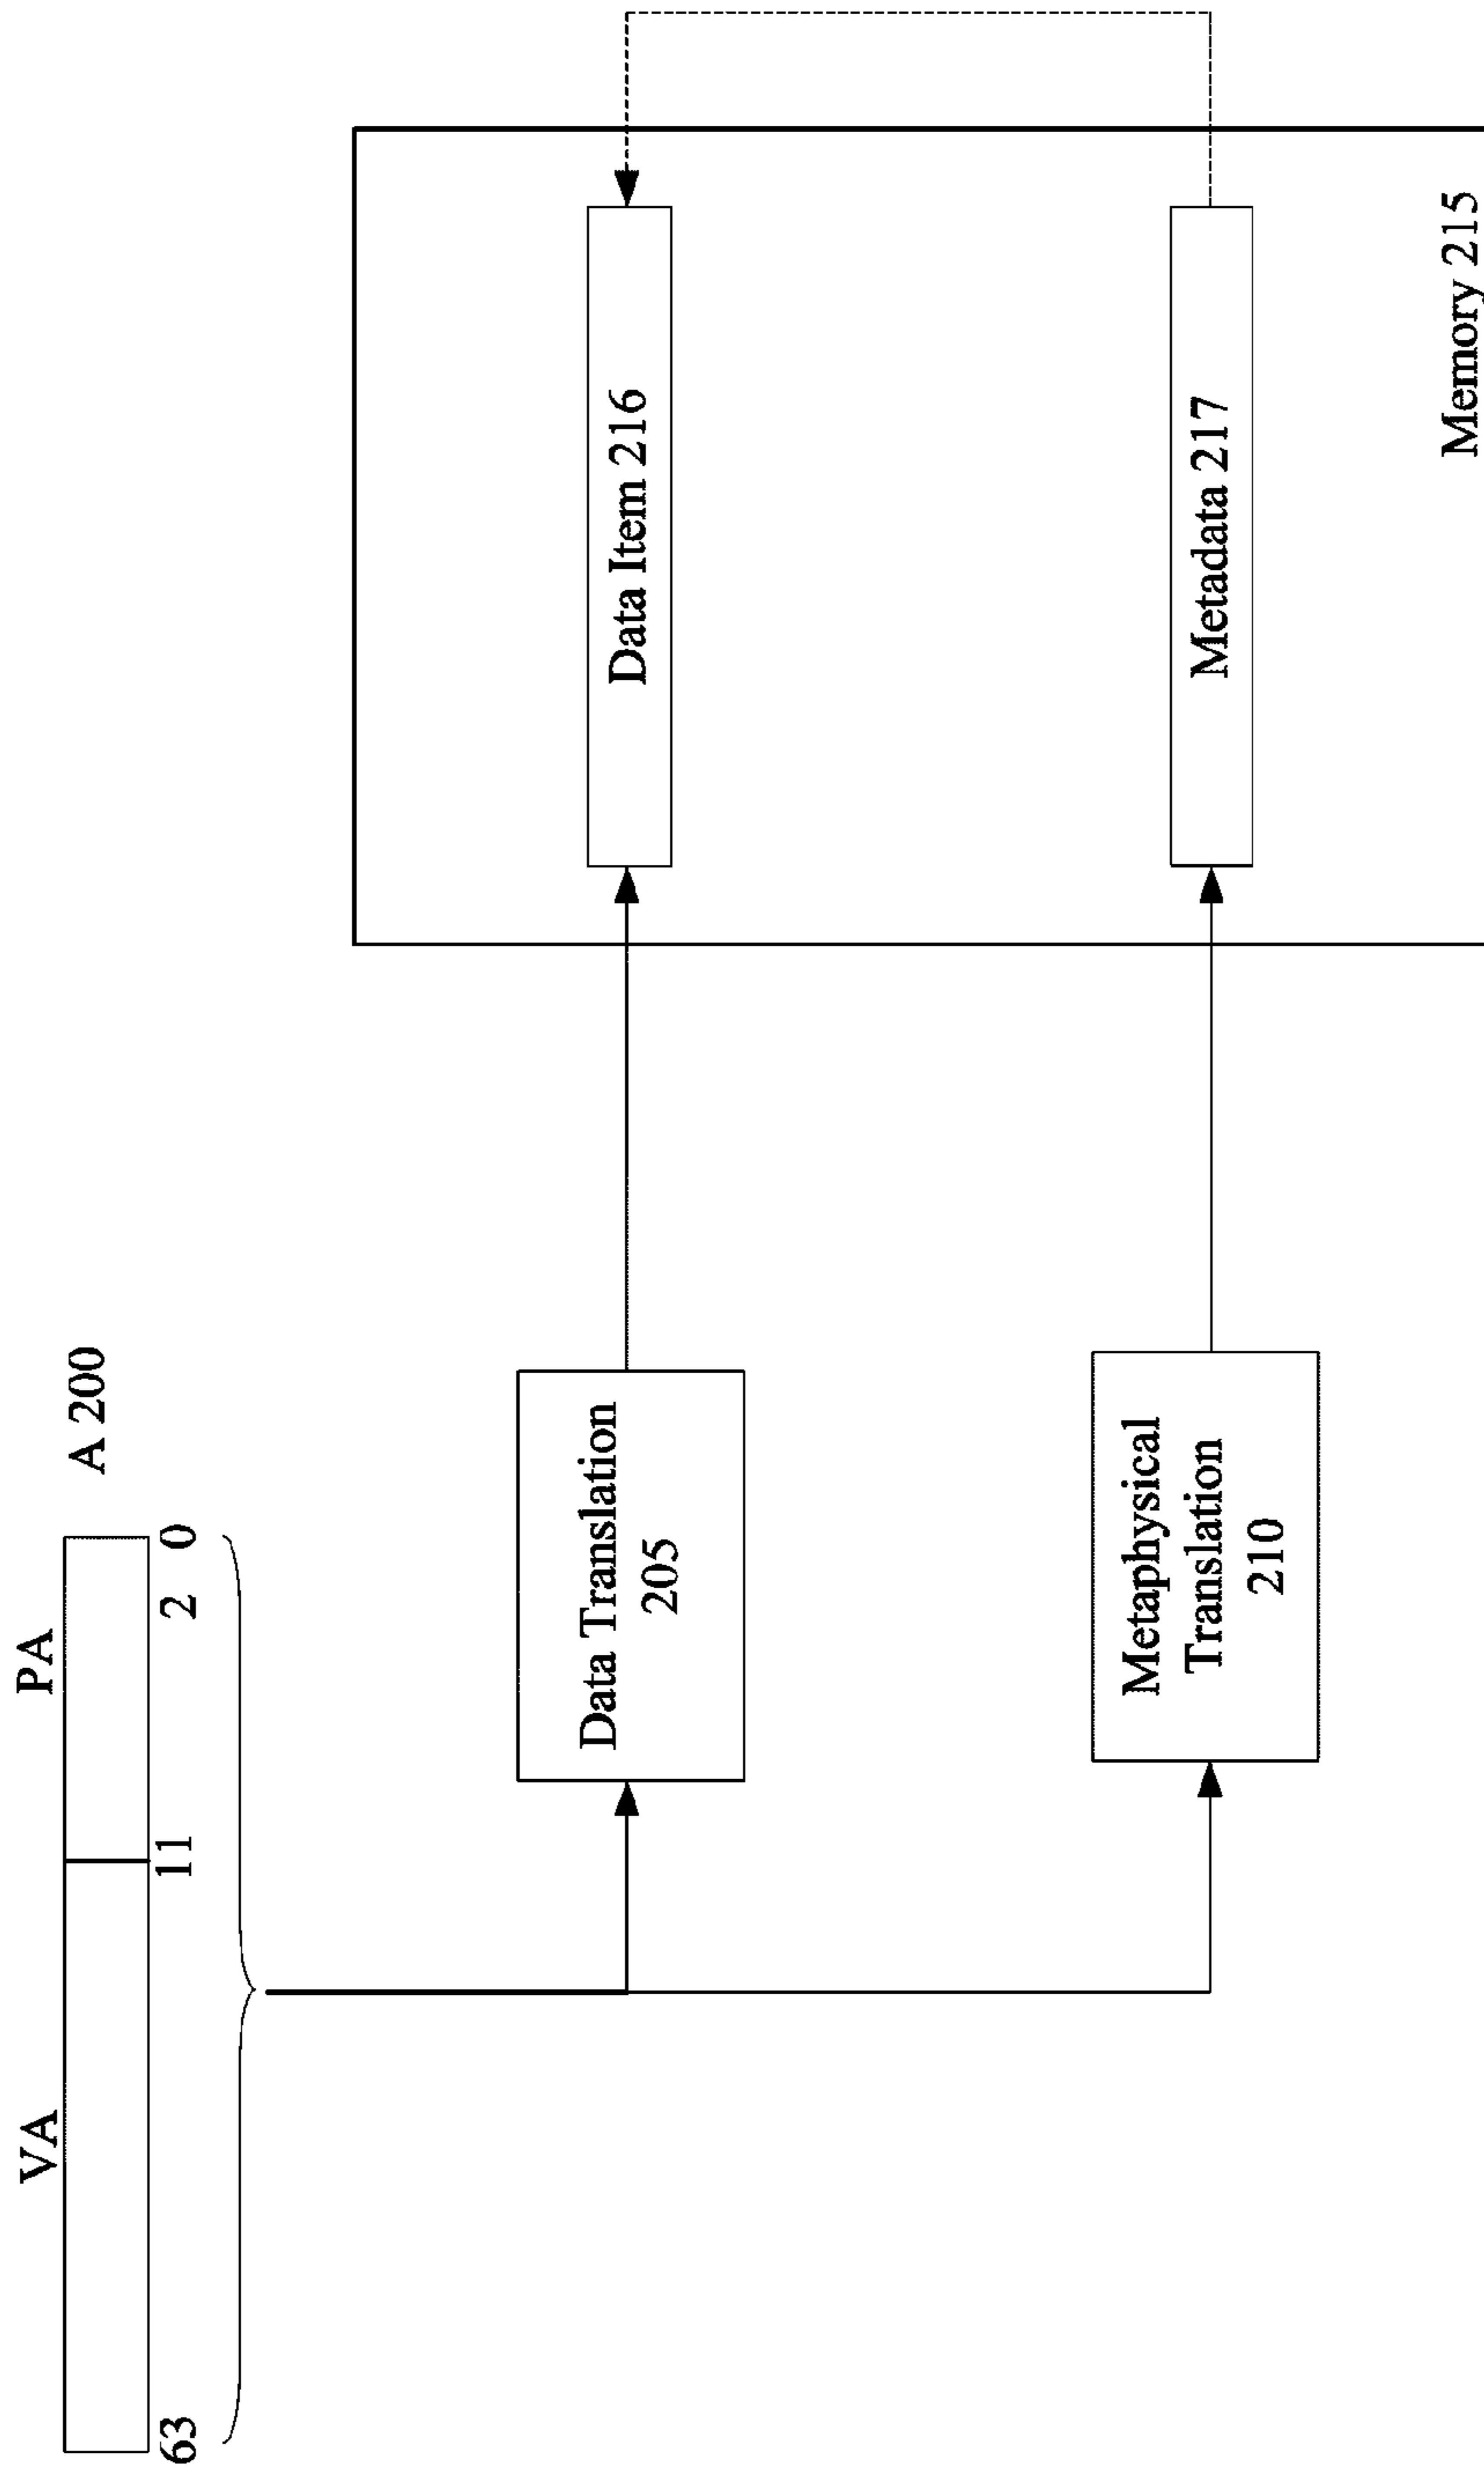 VA
PA
A 200
63
11
2
0
Data Translation
205
Data Item 216
Metaphysical
Translation
210
Metadata 217
Memory 215